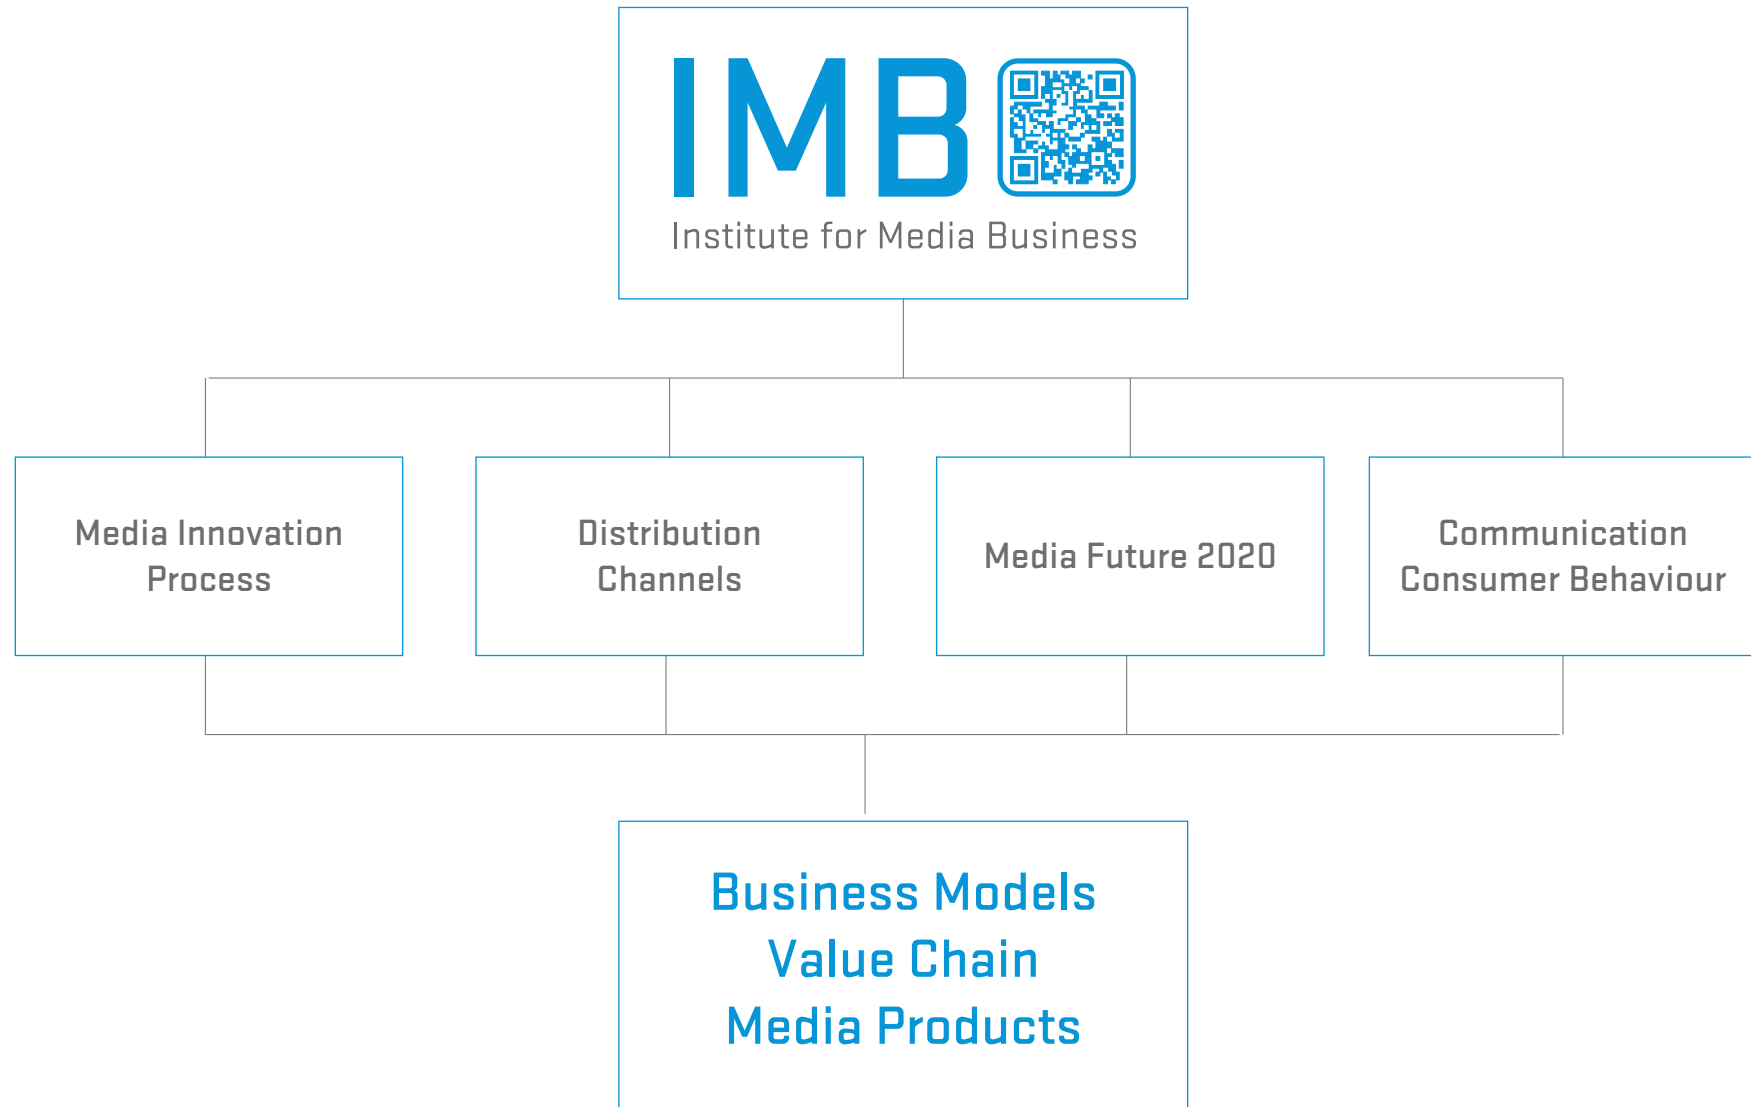 IMB
Institute for Media Business
Media Innovation
Process
Distribution
Channels
Media Future 2020
Communication
Consumer Behaviour
Business Models
Value Chain
Media Products